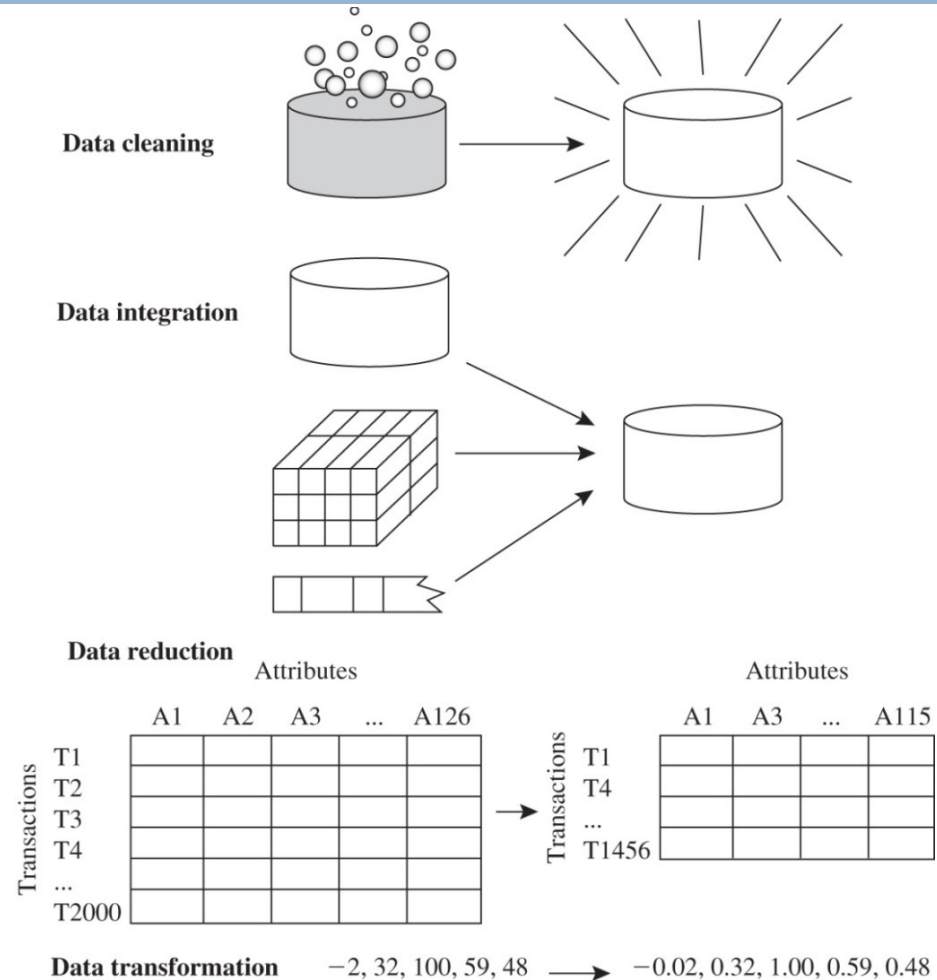 Data cleaning
Data integration
Data reduction
Attributes
A1 A2 A3 ... A126
Transactions
T1
T2
T3
T4
...
T2000
Attributes
A1 A3 ... A115
Transactions
T1
T4
...
T1456
Data transformation −2, 32, 100, 59, 48 −0.02, 0.32, 1.00, 0.59, 0.48